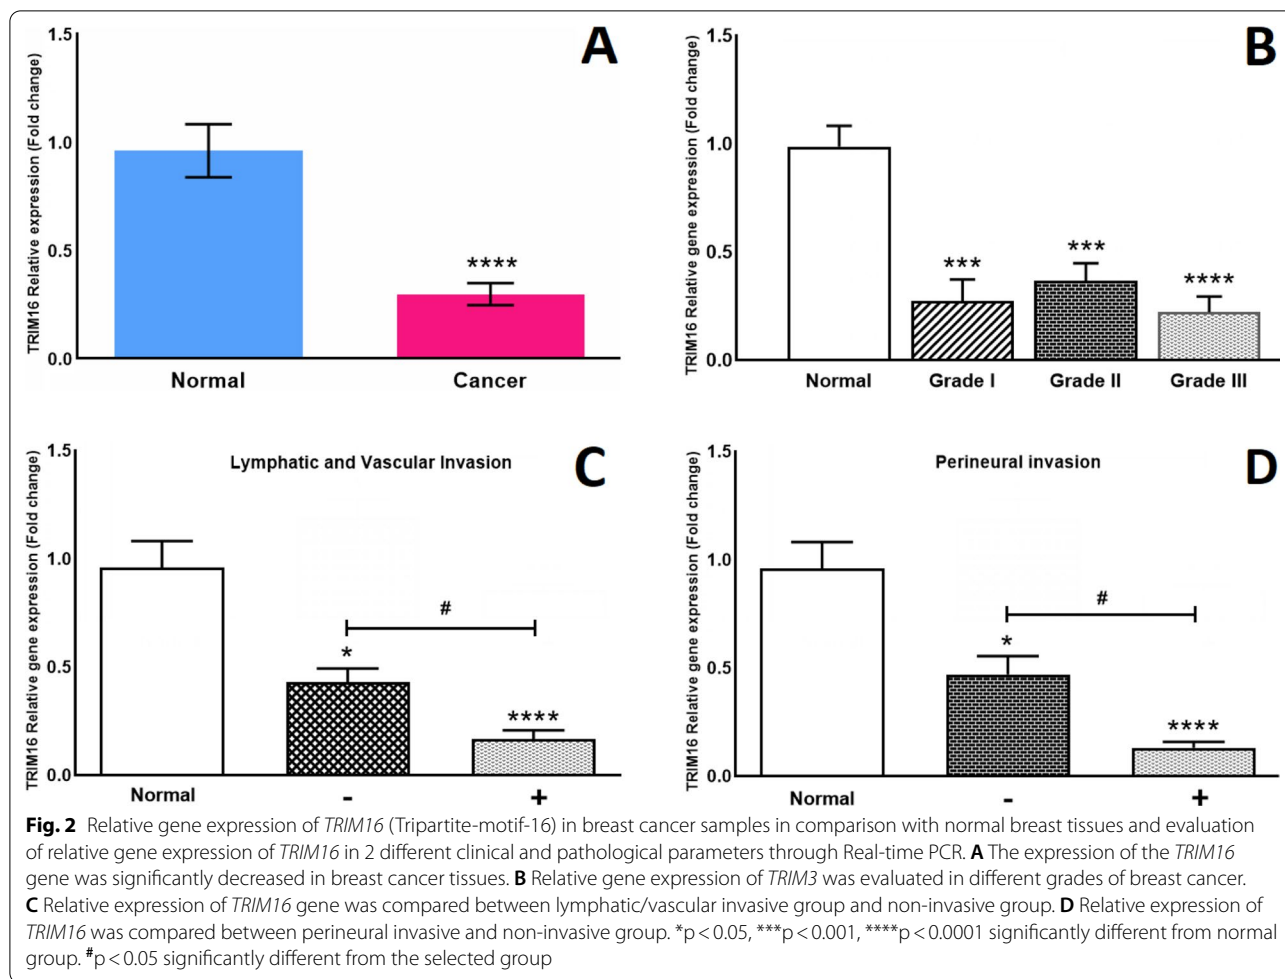 A
TRIM16 Relative expression (Fold change)
1.5
1.0
0.5
0.0
****
Normal Cancer
B
TRIM16 Relative gene expression (Fold change)
1.5
1.0
0.5
0.0
*** *** ****
Normal Grade I Grade II Grade III
C
Lymphatic and Vascular Invasion
TRIM16 Relative gene expression (Fold change)
1.5
1.0
0.5
0.0
#
* ****
Normal - +
D
Perineural invasion
TRIM16 Relative gene expression (Fold change)
1.5
1.0
0.5
0.0
#
* ****
Normal - +
Fig. 2 Relative gene expression of TRIM16 (Tripartite-motif-16) in breast cancer samples in comparison with normal breast tissues and evaluation
of relative gene expression of TRIM16 in 2 different clinical and pathological parameters through Real-time PCR. A The expression of the TRIM16
gene was significantly decreased in breast cancer tissues. B Relative gene expression of TRIM3 was evaluated in different grades of breast cancer.
C Relative expression of TRIM16 gene was compared between lymphatic/vascular invasive group and non-invasive group. D Relative expression of
TRIM16 was compared between perineural invasive and non-invasive group. *p < 0.05, ***p < 0.001, ****p < 0.0001 significantly different from normal
group. #p < 0.05 significantly different from the selected group